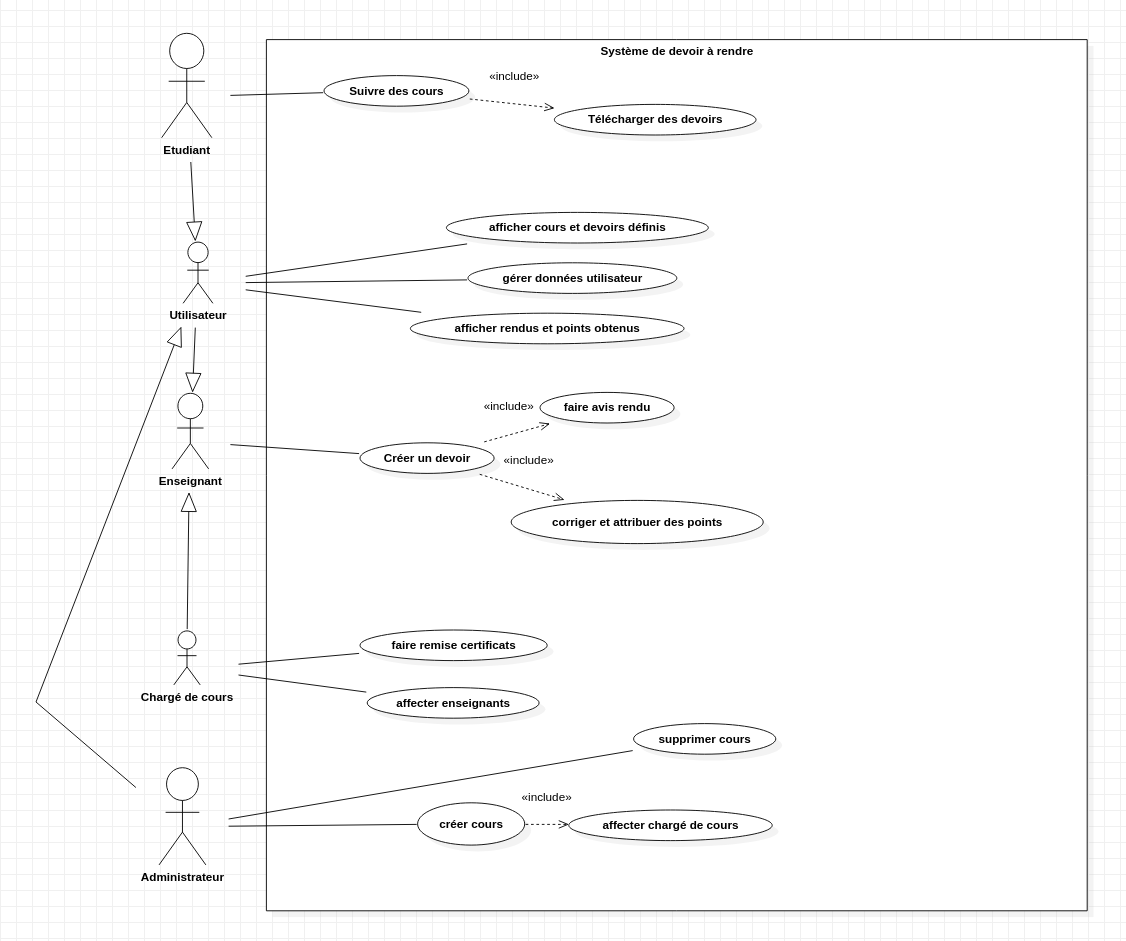 Système de devoir à rendre
«include»
Suivre des cours
Télécharger des devoirs
Etudiant
afficher cours et devoirs définis
gérer données utilisateur
Utilisateur
afficher rendus et points obtenus
«include»
faire avis rendu
Créer un devoir
«include»
Enseignant
corriger et attribuer des points
faire remise certificats
Chargé de cours
affecter enseignants
supprimer cours
«include»
créer cours
affecter chargé de cours
Administrateur